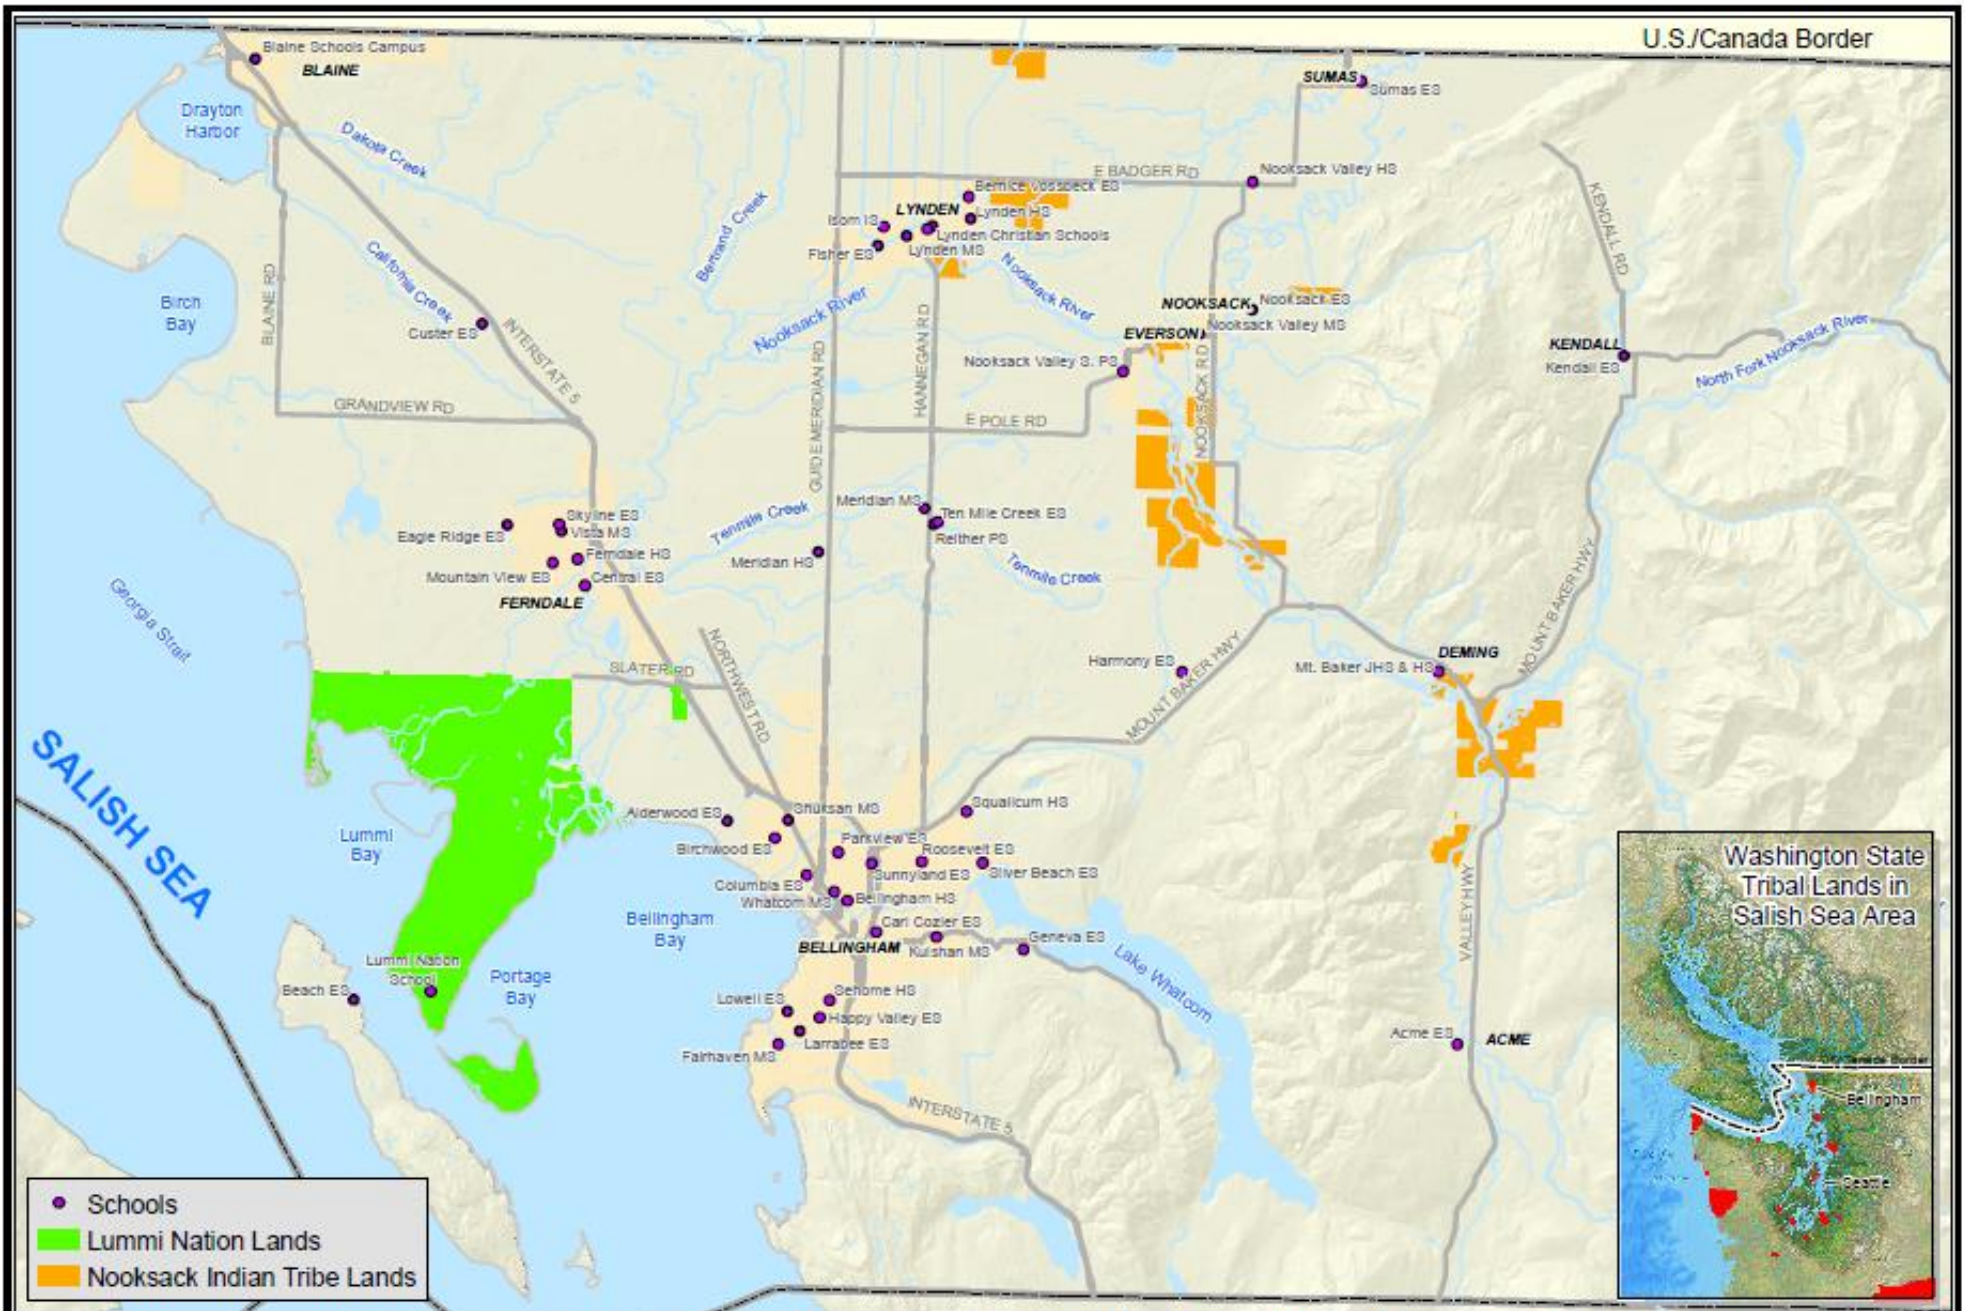 U.S./Canada Border
Blaine Schools Campus
BLAINE
SUMAS
Sumas ES
Drayton
Harbor
Dakota Creek
E BADGER RD
Nooksack Valley HS
KENDALL RD
Bernice Vossbeck ES
Bertrand Creek
Isom IS
LYNDEN
Lynden HS
Lynden Christian Schools
Fisher ES
Lynden MS
California Creek
BLAINE RD
Nooksack River
Nooksack River
Birch
Bay
Custer ES
INTERSTATE 5
NOOKSACK
Nooksack ES
Nooksack Valley MS
EVERSON
HANNEGAN RD
GUIDE MERIDIAN RD
Nooksack Valley S. PS
NOOKSACK RD
KENDALL
Kendall ES
North Fork Nooksack River
GRANDVIEW RD
E POLE RD
Meridian MS
Ten Mile Creek ES
Reither PS
Tenmile Creek
Tenmile Creek
Meridian HS
Skyline ES
Vista MS
Eagle Ridge ES
Ferndale HS
Mountain View ES
Central ES
FERNDALE
MOUNT BAKER HWY
Georgia Strait
NORTHWEST RD
SLATER RD
Harmony ES
MOUNT BAKER HWY
DEMING
Mt. Baker JHS & HS
SALISH SEA
Alderwood ES
Shuksan MS
Squalicum HS
Lummi
Bay
Birchwood ES
Parkview ES
Roosevelt ES
Sunnyland ES
Silver Beach ES
Columbia ES
Whatcom MS
Bellingham HS
VALLEY HWY
Bellingham
Bay
Carl Cozier ES
BELLINGHAM
Kulshan MS
Geneva ES
Lake Whatcom
Lummi Nation
School
Portage
Bay
Beach ES
Lowell ES
Sehome HS
Happy Valley ES
Larrabee ES
Fairhaven MS
Acme ES
ACME
INTERSTATE 5
Washington State
Tribal Lands in
Salish Sea Area
Bellingham
Seattle
Schools
Lummi Nation Lands
Nooksack Indian Tribe Lands